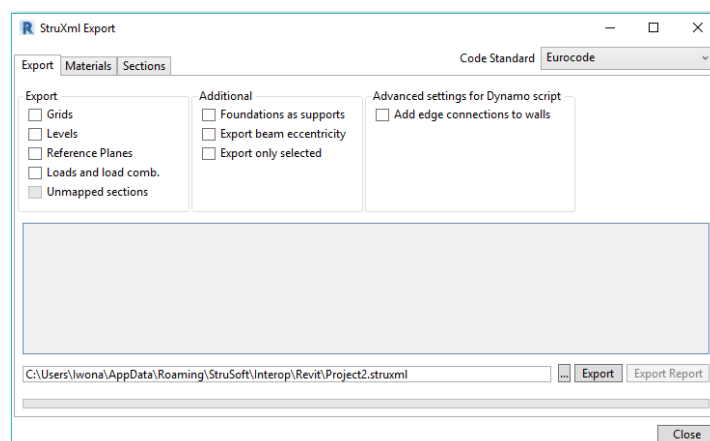 StruXml Export
Code Standard Eurocode
Export Materials Sections
Export Additional Advanced settings for Dynamo script
Grids Foundations as supports Add edge connections to walls
Levels Export beam eccentricity
Reference Planes Export only selected
Loads and load comb.
Unmapped sections
C:\Users\Iwona\AppData\Roaming\StruSoft\Interop\Revit\Project2.struxml ... Export Export Report
Close